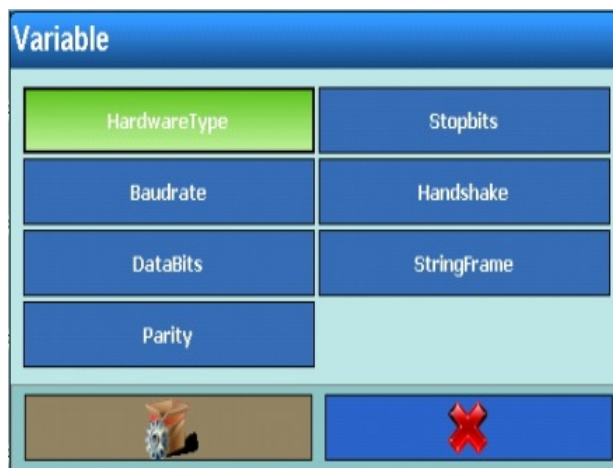 Variable
HardwareType
Stopbits
Baudrate
Handshake
DataBits
StringFrame
Parity